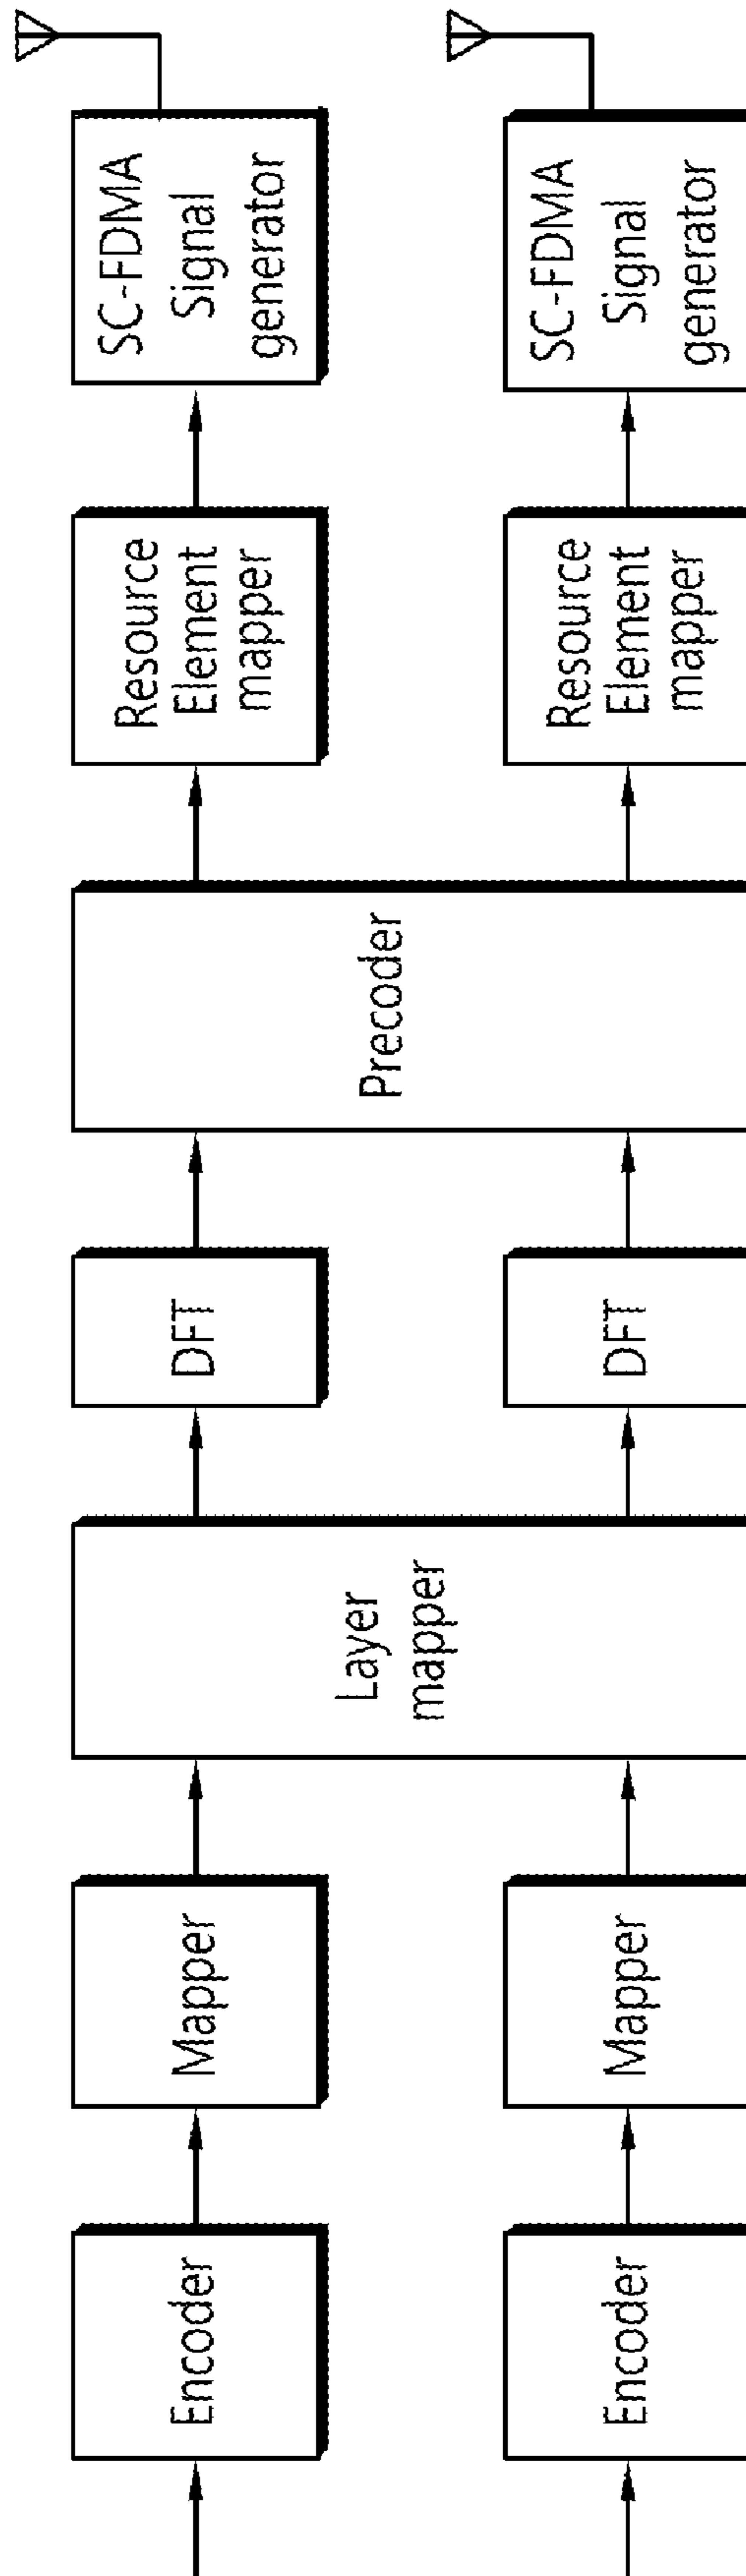 Encoder
Mapper
Layer
mapper
DFT
Precoder
Resource
Element
mapper
SC-FDMA
Signal
generator
Encoder
Mapper
DFT
Resource
Element
mapper
SC-FDMA
Signal
generator